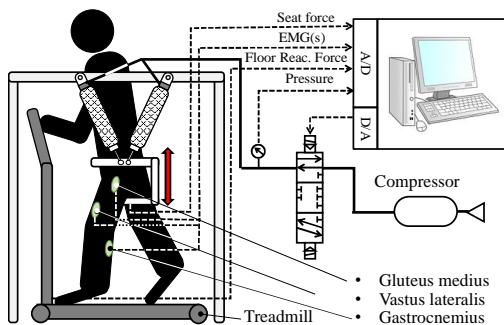 Seat force
EMG(s)
Floor Reac. Force
Pressure
A/D
D/A
Compressor
• Gluteus medius
• Vastus lateralis
• Gastrocnemius
Treadmill